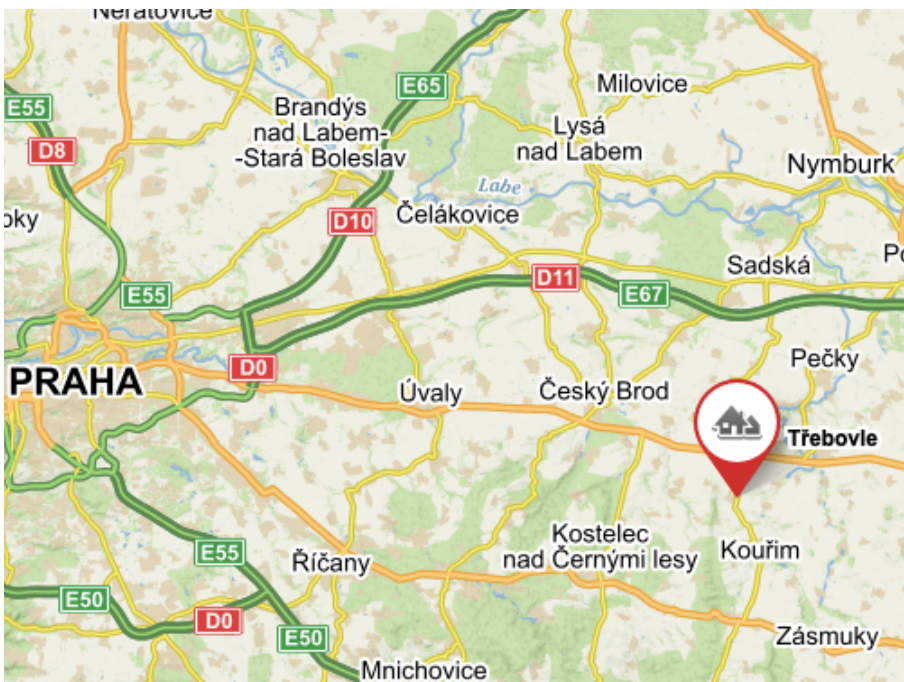 Neratovice
E65
E55
Milovice
Brandýs
nad Labem-
-Stará Boleslav
Lysá
nad Labem
D8
Nymburk
Labe
oky
D10
Čelákovice
Po
Sadská
D11
E55
E67
D0
Pečky
PRAHA
Úvaly
Český Brod
Třebovle
E55
Říčany
Kostelec
nad Černými lesy
Kouřim
E50
D0
E50
Zásmuky
Mnichovice